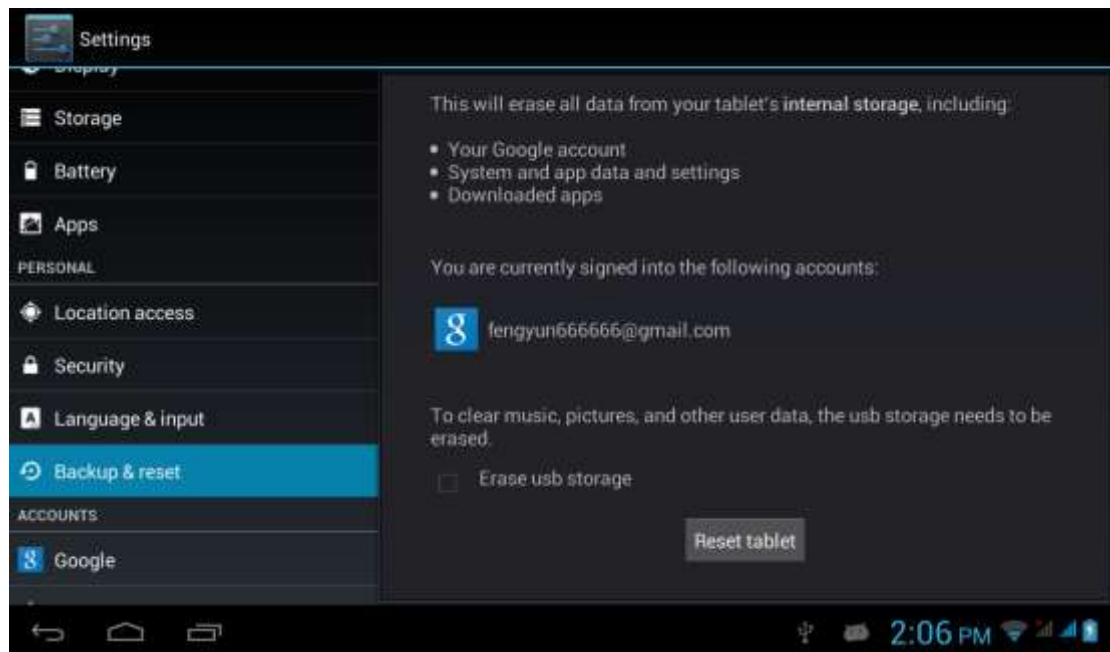 Settings
Display
Storage
Battery
Apps
PERSONAL
Location access
Security
Language & input
Backup & reset
ACCOUNTS
Google
This will erase all data from your tablet's internal storage, including:
• Your Google account
• System and app data and settings
• Downloaded apps
You are currently signed into the following accounts:
fengyun666666@gmail.com
To clear music, pictures, and other user data, the usb storage needs to be
erased.
Erase usb storage
Reset tablet
2:06 PM